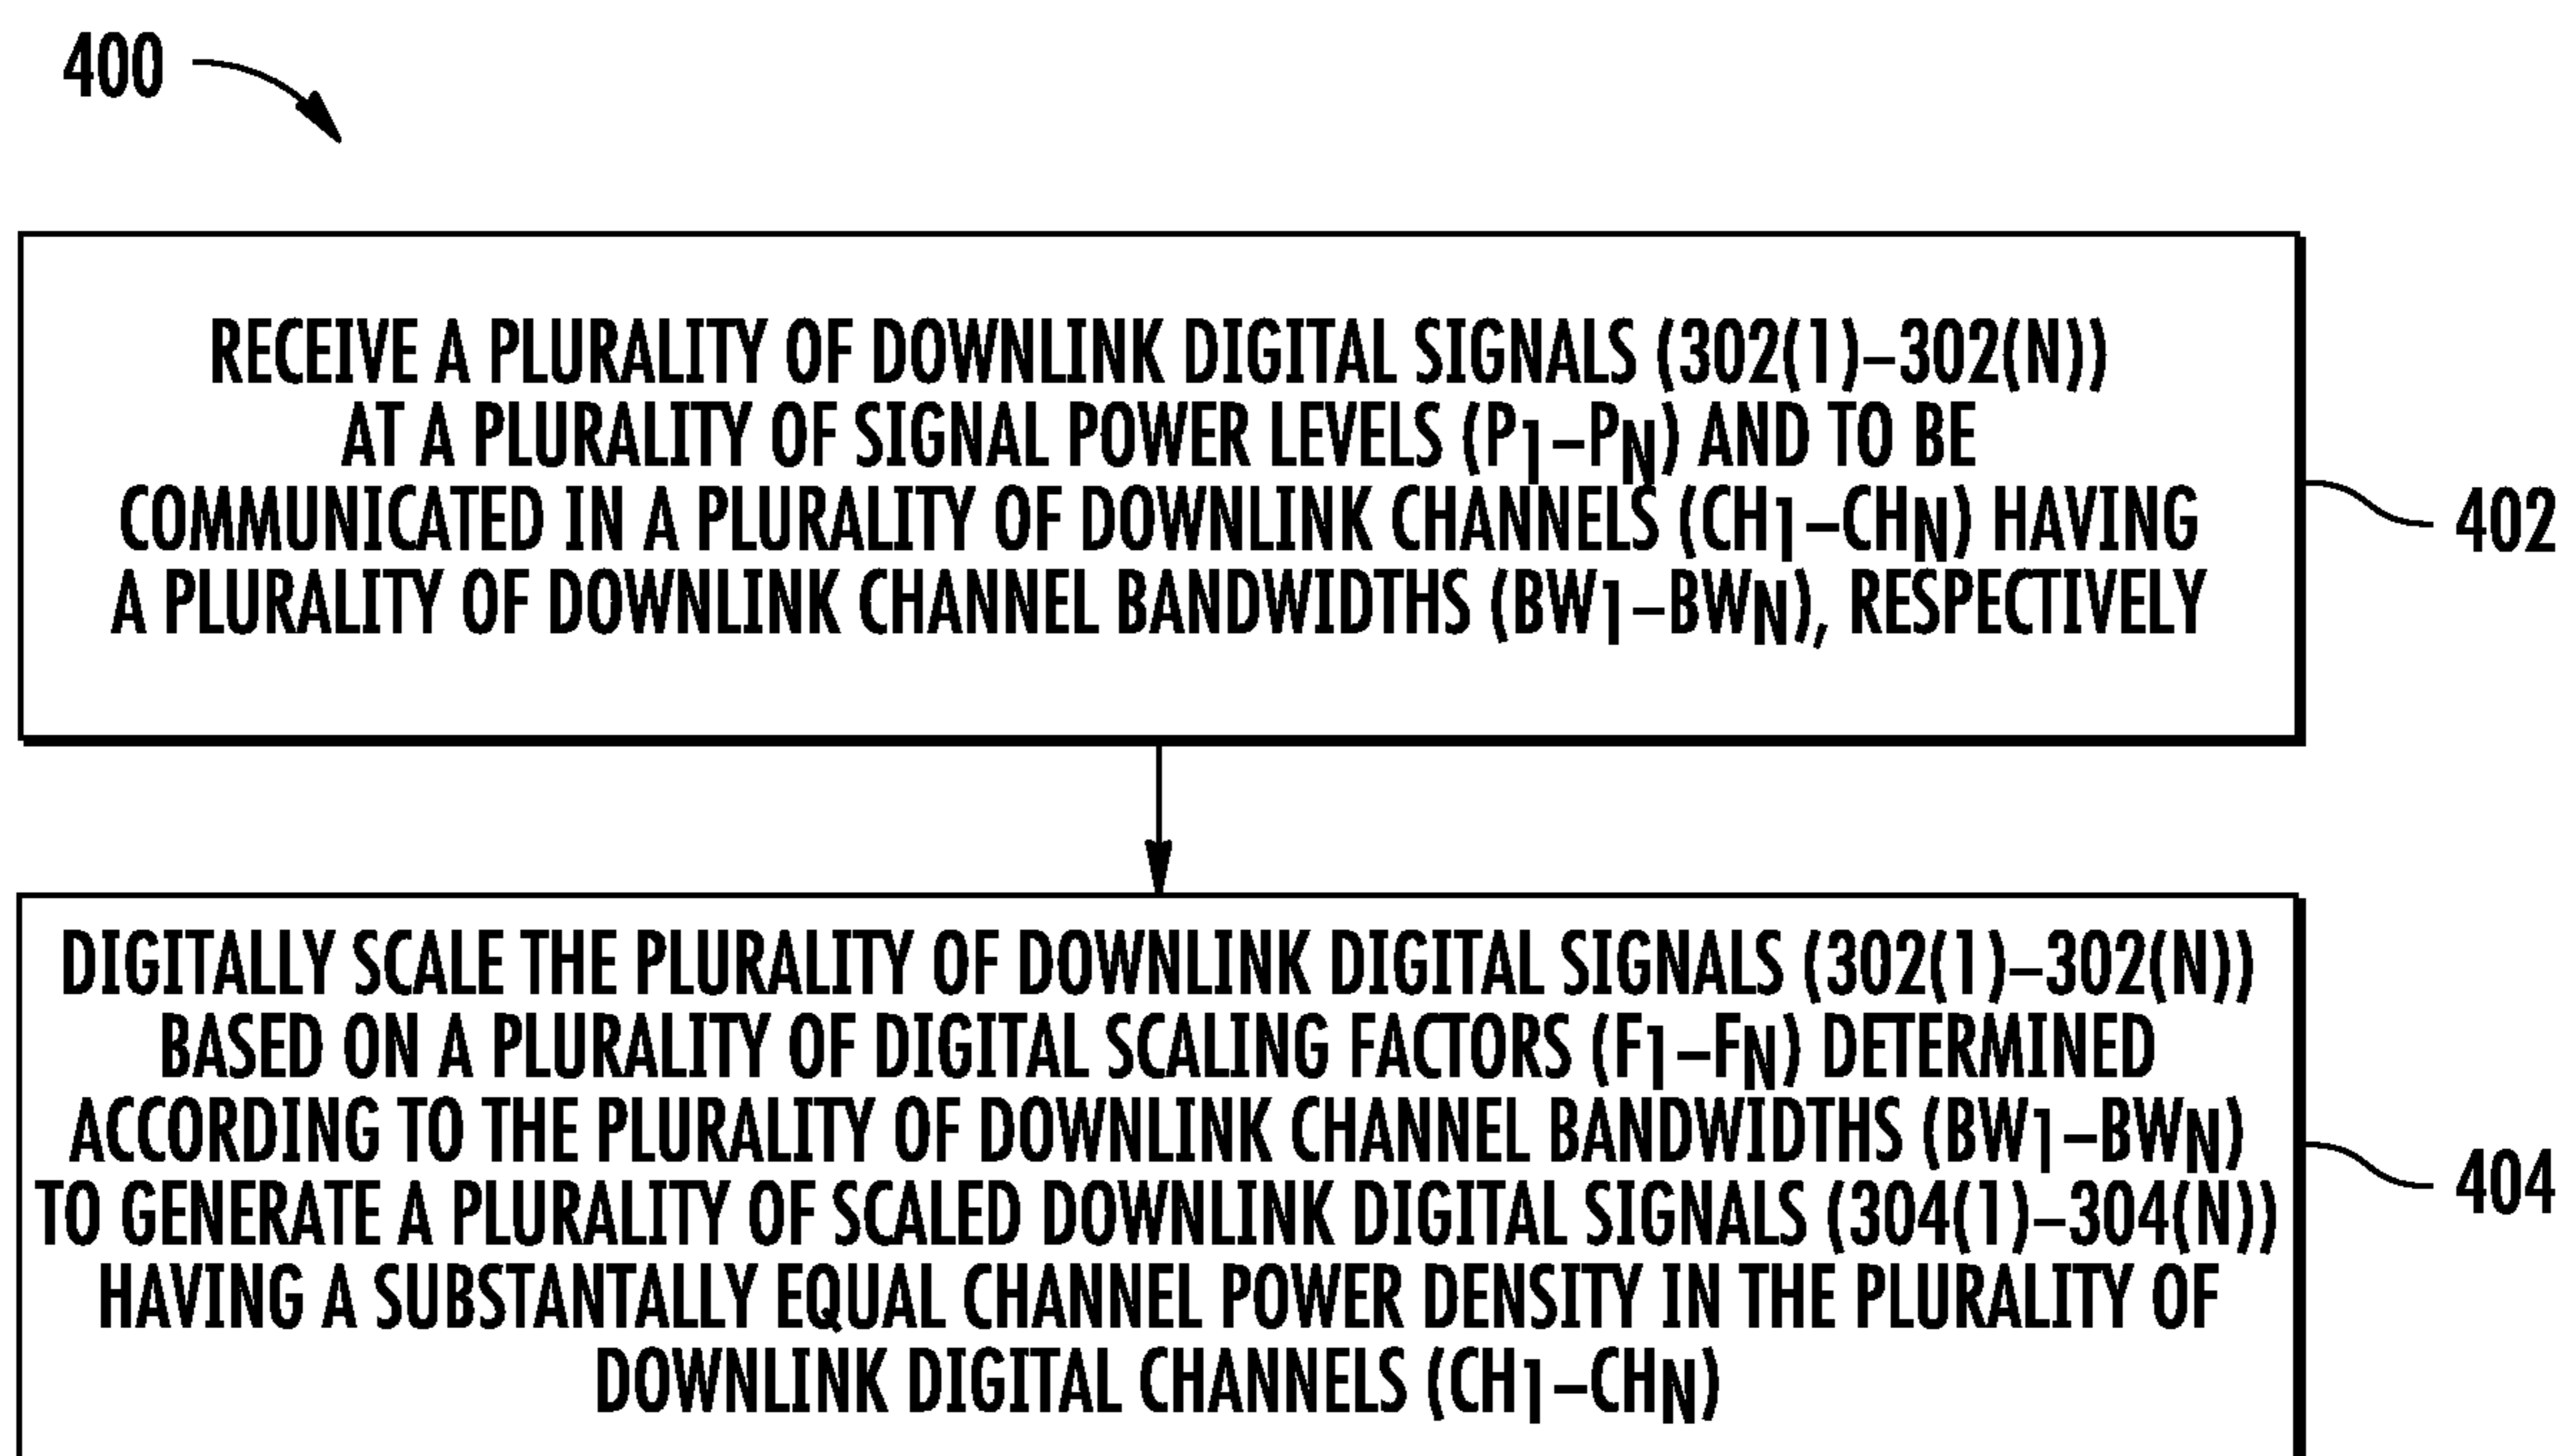 400
RECEIVE A PLURALITY OF DOWNLINK DIGITAL SIGNALS (302(1)–302(N))
AT A PLURALITY OF SIGNAL POWER LEVELS (P1–PN) AND TO BE
COMMUNICATED IN A PLURALITY OF DOWNLINK CHANNELS (CH1–CHN) HAVING
A PLURALITY OF DOWNLINK CHANNEL BANDWIDTHS (BW1–BWN), RESPECTIVELY
402
DIGITALLY SCALE THE PLURALITY OF DOWNLINK DIGITAL SIGNALS (302(1)–302(N))
BASED ON A PLURALITY OF DIGITAL SCALING FACTORS (F1–FN) DETERMINED
ACCORDING TO THE PLURALITY OF DOWNLINK CHANNEL BANDWIDTHS (BW1–BWN)
TO GENERATE A PLURALITY OF SCALED DOWNLINK DIGITAL SIGNALS (304(1)–304(N))
HAVING A SUBSTANTALLY EQUAL CHANNEL POWER DENSITY IN THE PLURALITY OF
DOWNLINK DIGITAL CHANNELS (CH1–CHN)
404